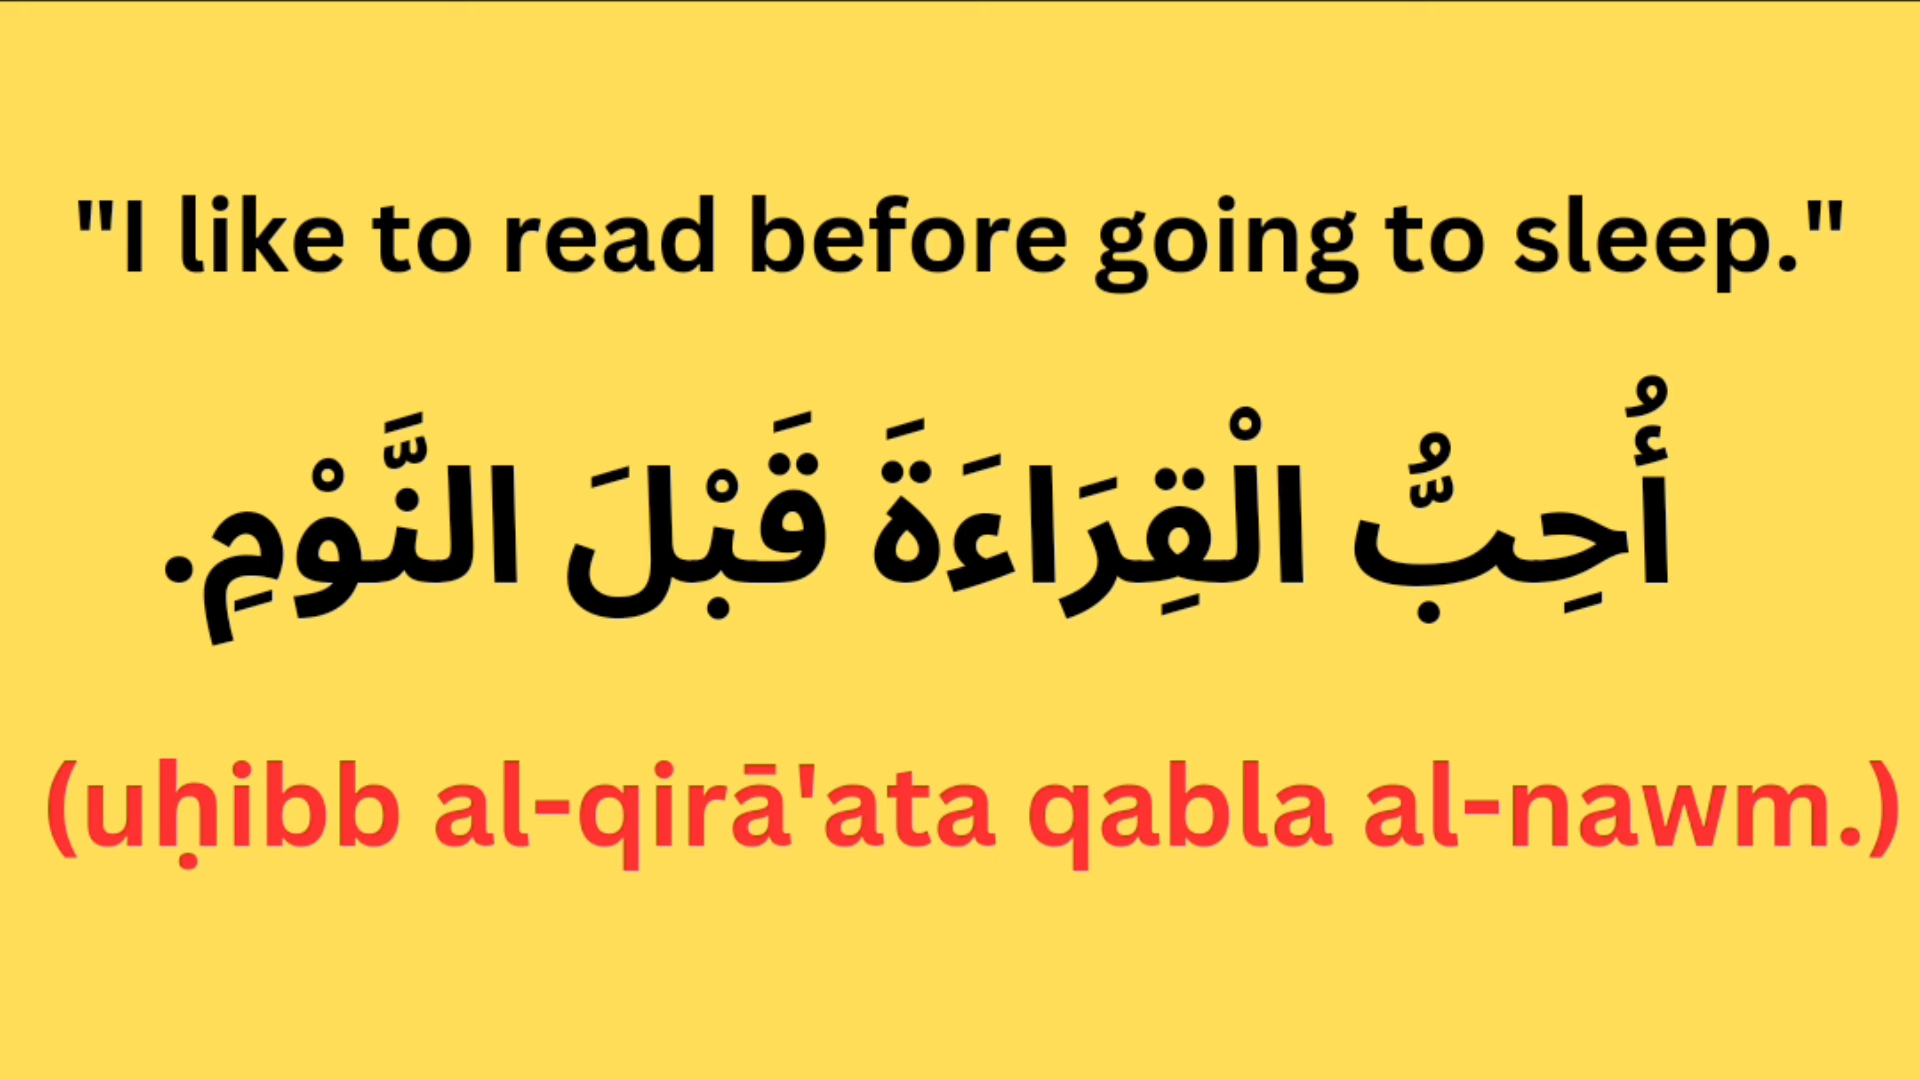 "I like to read before going to sleep."
أُحِبُّ الْقِرَاءَةَ قَبْلَ النَّوْمِ.
(uḥibb al-qirā'ata qabla al-nawm.)